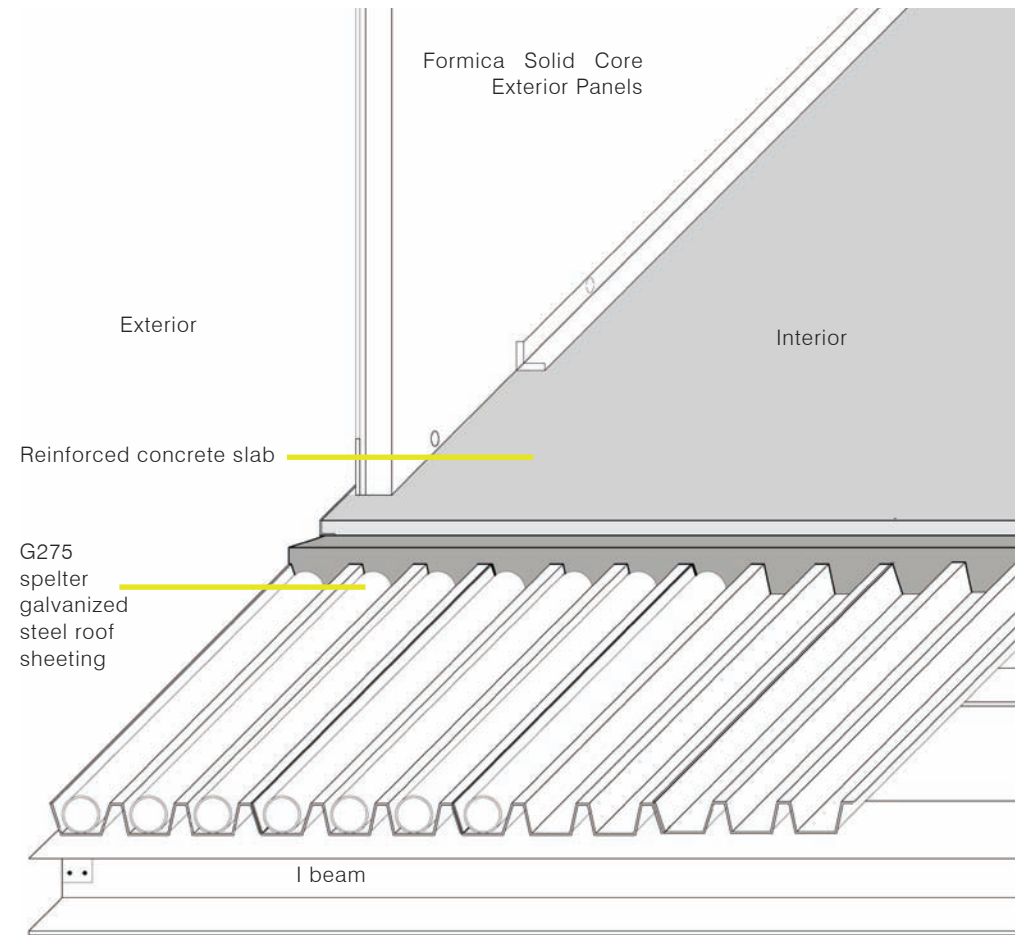 Formica Solid Core
Exterior Panels
Exterior
Interior
Reinforced concrete slab
G275
spelter
galvanized
steel roof
sheeting
I beam